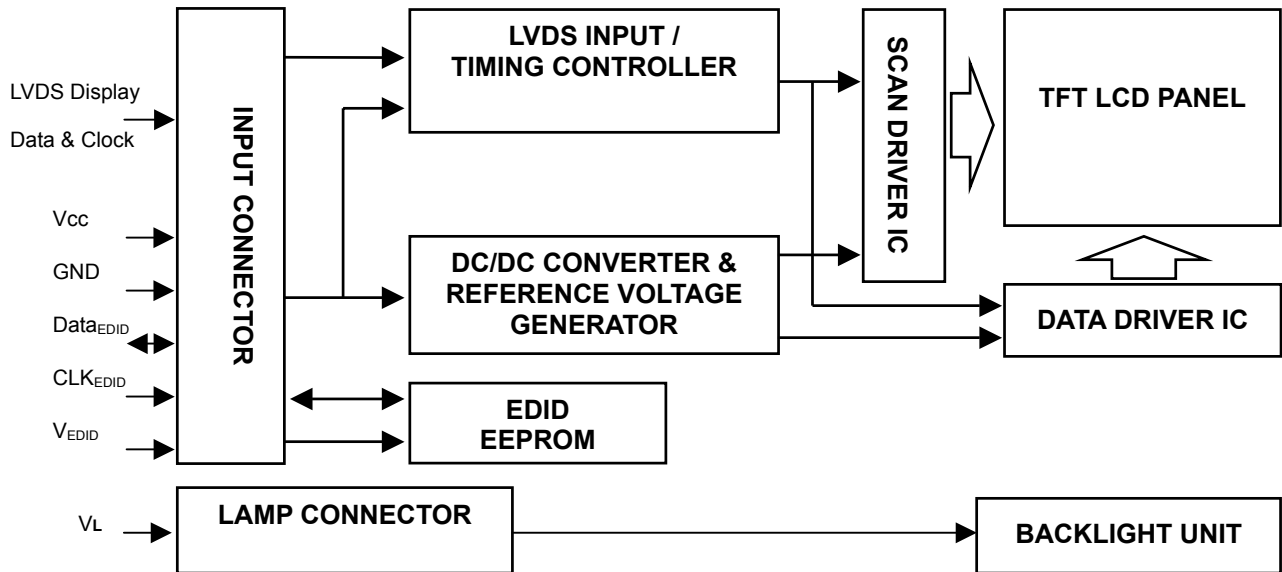 LVDS INPUT /
TIMING CONTROLLER
SCAN DRIVER IC
TFT LCD PANEL
LVDS Display
Data & Clock
INPUT CONNECTOR
Vcc
GND
DataEDID
CLKEDID
VEDID
DC/DC CONVERTER &
REFERENCE VOLTAGE
GENERATOR
DATA DRIVER IC
EDID
EEPROM
VL
LAMP CONNECTOR
BACKLIGHT UNIT